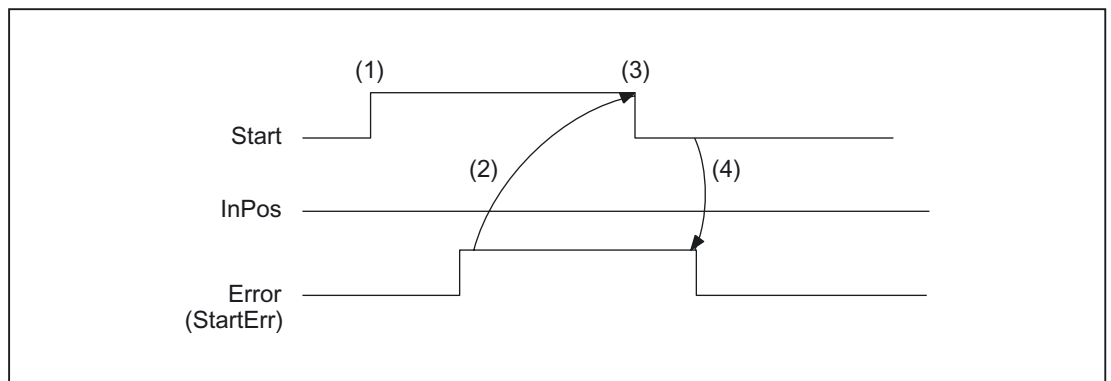 (1)
(3)
Start
(2)
(4)
InPos
Error
(StartErr)